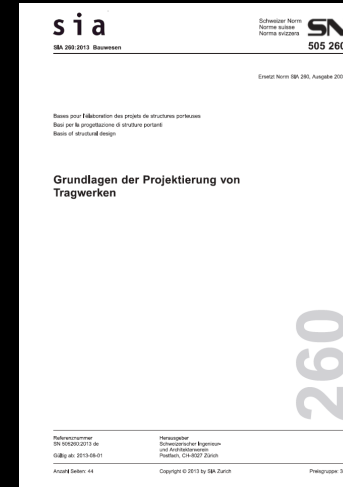 sia
Schweizer Norm
Norme suisse
Norma svizzera
SN
SIA 260:2013 Bauwesen
505 260
Ersetzt Norm SIA 260, Ausgabe 200
Bases pour l'élaboration des projets de structures porteuses
Basi per la progettazione di strutture portanti
Basis of structural design
Grundlagen der Projektierung von
Tragwerken
260
Referenznummer
SN 505260:2013 de
Herausgeber
Schweizerischer Ingenieur-
und Architektenverein
Postfach, CH-8027 Zürich
Gültig ab: 2013-08-01
Anzahl Seiten: 44
Copyright © 2013 by SIA Zurich
Preisgruppe: 3